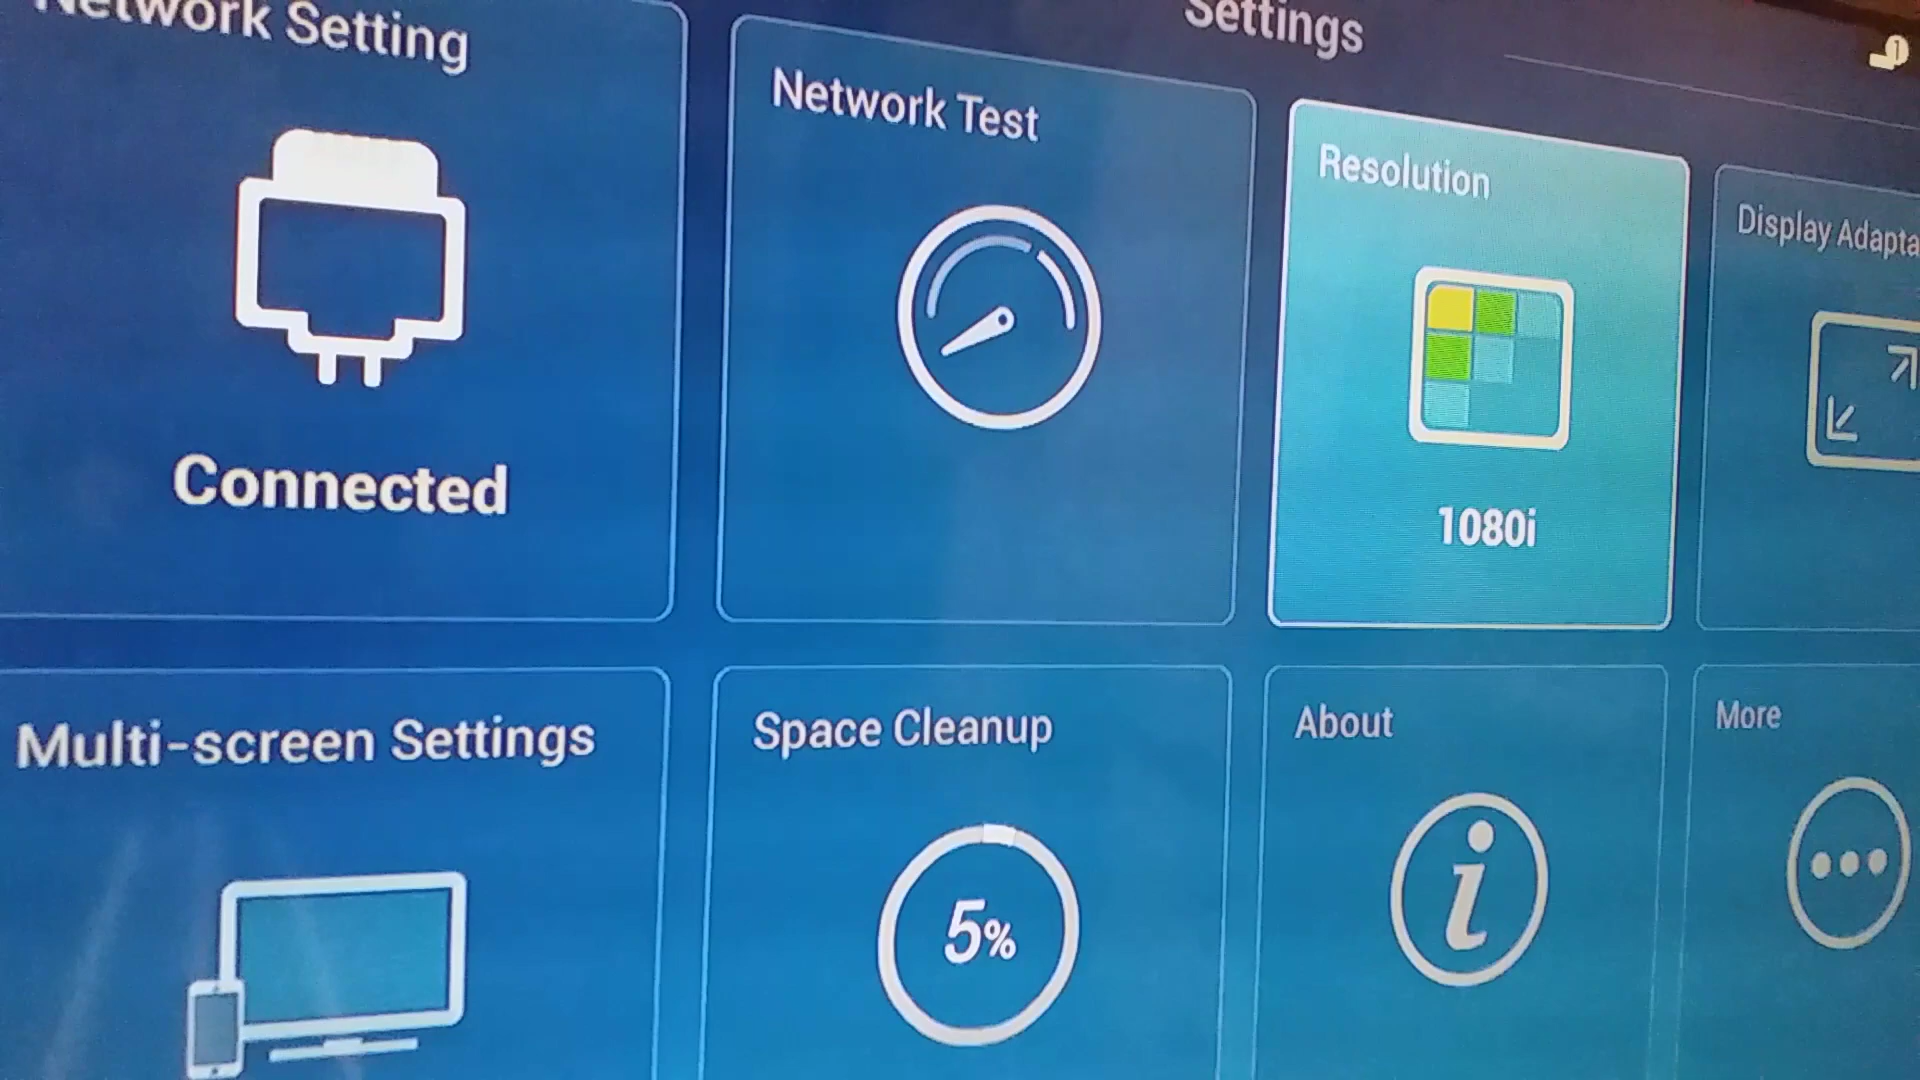 Settings
Network Setting
Network Test
Resolution
Display Adapta
Connected
1080i
Multi-screen Settings
Space Cleanup
About
More
5%
i